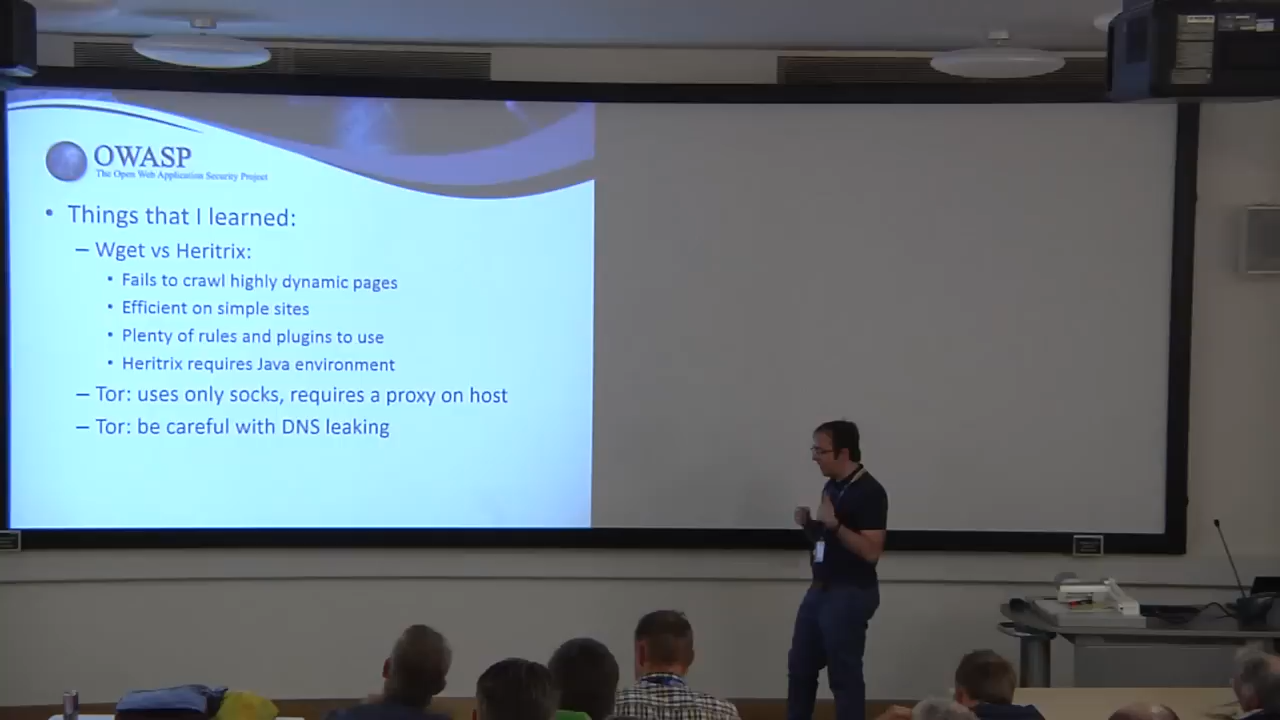 OWASP
The Open Web Application Security Project
• Things that I learned:
– Wget vs Heritrix:
• Fails to crawl highly dynamic pages
• Efficient on simple sites
• Plenty of rules and plugins to use
• Heritrix requires Java environment
– Tor: uses only socks, requires a proxy on host
– Tor: be careful with DNS leaking